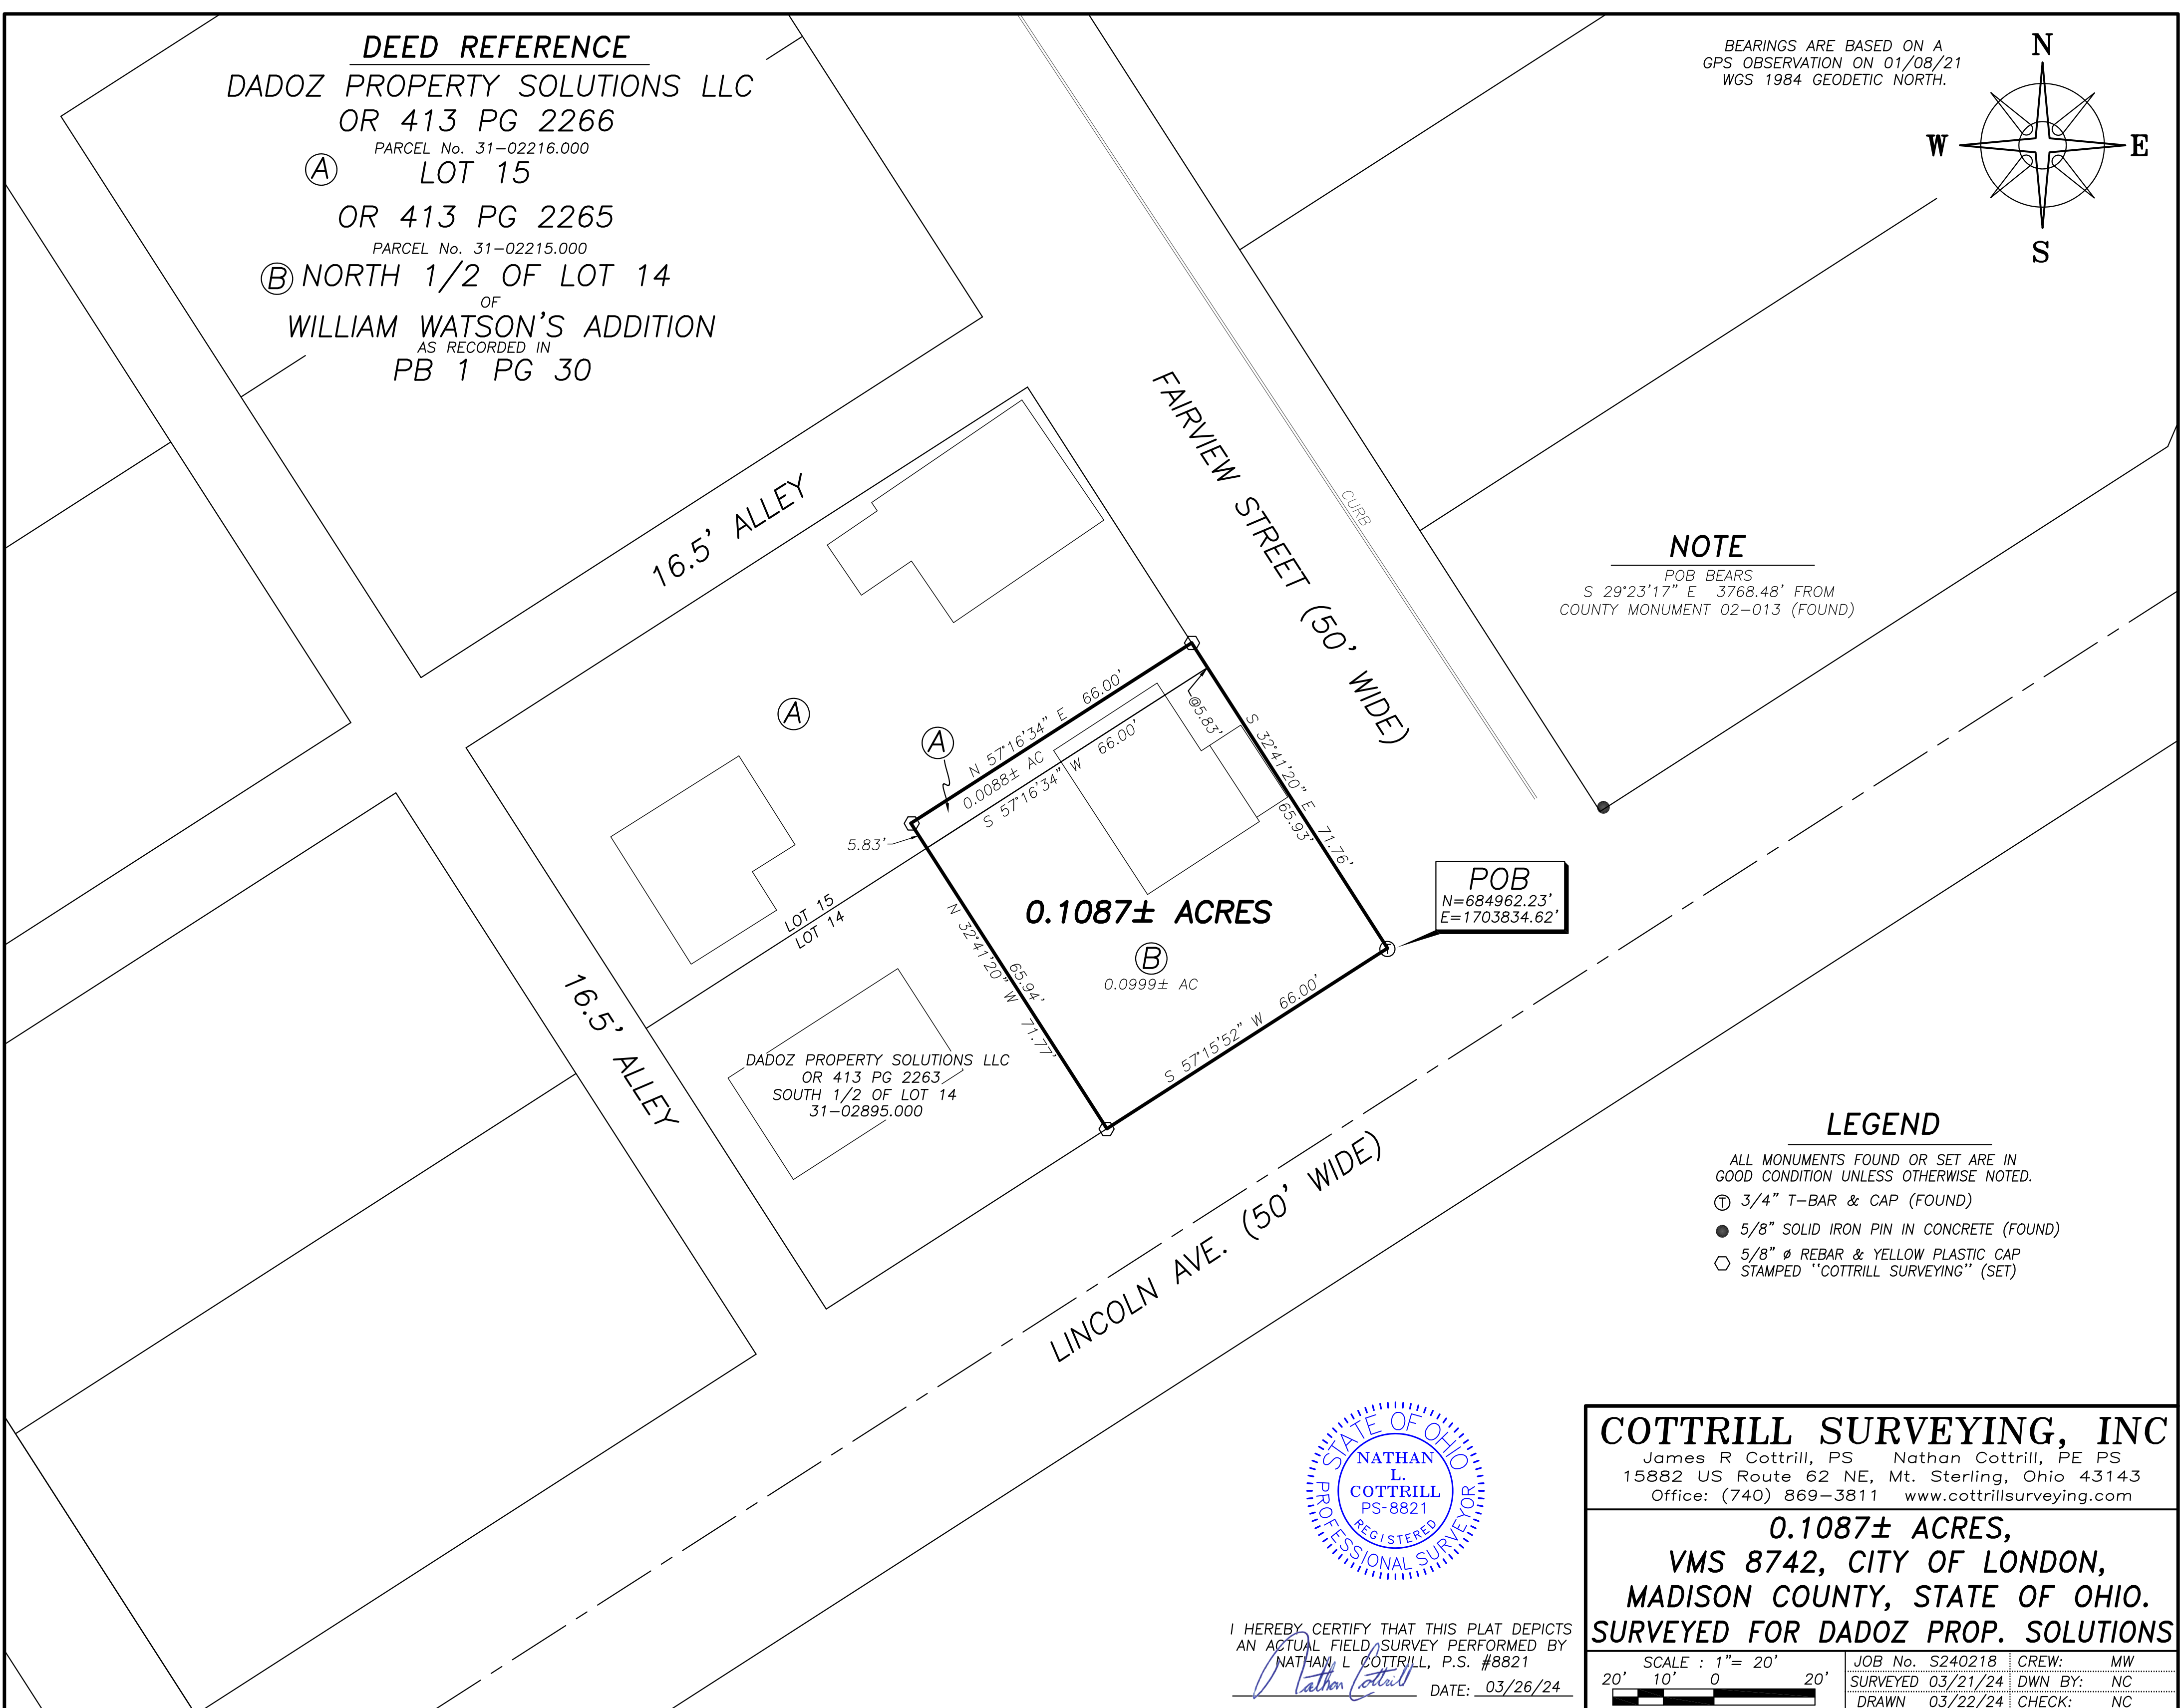 DEED REFERENCE
DADOZ PROPERTY SOLUTIONS LLC
OR 413 PG 2266
PARCEL No. 31-02216.000
A LOT 15
OR 413 PG 2265
PARCEL No. 31-02215.000
B NORTH 1/2 OF LOT 14
OF
WILLIAM WATSON'S ADDITION
AS RECORDED IN
PB 1 PG 30
BEARINGS ARE BASED ON A
GPS OBSERVATION ON 01/08/21
WGS 1984 GEODETIC NORTH.
N
W
E
S
FAIRVIEW STREET (50' WIDE)
CURB
16.5' ALLEY
NOTE
POB BEARS
S 29°23'17" E 3768.48' FROM
COUNTY MONUMENT 02-013 (FOUND)
A
A
N 57°16'34" E 66.00'
0.0088± AC
S 57°16'34" W 66.00'
@5.83'
S 32°41'20" E 71.76'
65.93'
5.83'
POB
N=684962.23'
E=1703834.62'
LOT 15
LOT 14
0.1087± ACRES
B
0.0999± AC
65.94'
N 32°41'20" W 71.77'
S 57°15'52" W 66.00'
16.5' ALLEY
DADOZ PROPERTY SOLUTIONS LLC
OR 413 PG 2263
SOUTH 1/2 OF LOT 14
31-02895.000
LINCOLN AVE. (50' WIDE)
LEGEND
ALL MONUMENTS FOUND OR SET ARE IN
GOOD CONDITION UNLESS OTHERWISE NOTED.
T 3/4" T-BAR & CAP (FOUND)
5/8" SOLID IRON PIN IN CONCRETE (FOUND)
5/8" ø REBAR & YELLOW PLASTIC CAP
STAMPED "COTTRILL SURVEYING" (SET)
STATE OF OHIO
NATHAN
L.
COTTRILL
PS-8821
REGISTERED
PROFESSIONAL SURVEYOR
I HEREBY CERTIFY THAT THIS PLAT DEPICTS
AN ACTUAL FIELD SURVEY PERFORMED BY
NATHAN L COTTRILL, P.S. #8821
Nathan Cottrill
DATE: 03/26/24
COTTRILL SURVEYING, INC
James R Cottrill, PS Nathan Cottrill, PE PS
15882 US Route 62 NE, Mt. Sterling, Ohio 43143
Office: (740) 869-3811 www.cottrillsurveying.com
0.1087± ACRES,
VMS 8742, CITY OF LONDON,
MADISON COUNTY, STATE OF OHIO.
SURVEYED FOR DADOZ PROP. SOLUTIONS
SCALE : 1"= 20'
20' 10' 0 20'
JOB No. S240218 CREW: MW
SURVEYED 03/21/24 DWN BY: NC
DRAWN 03/22/24 CHECK: NC